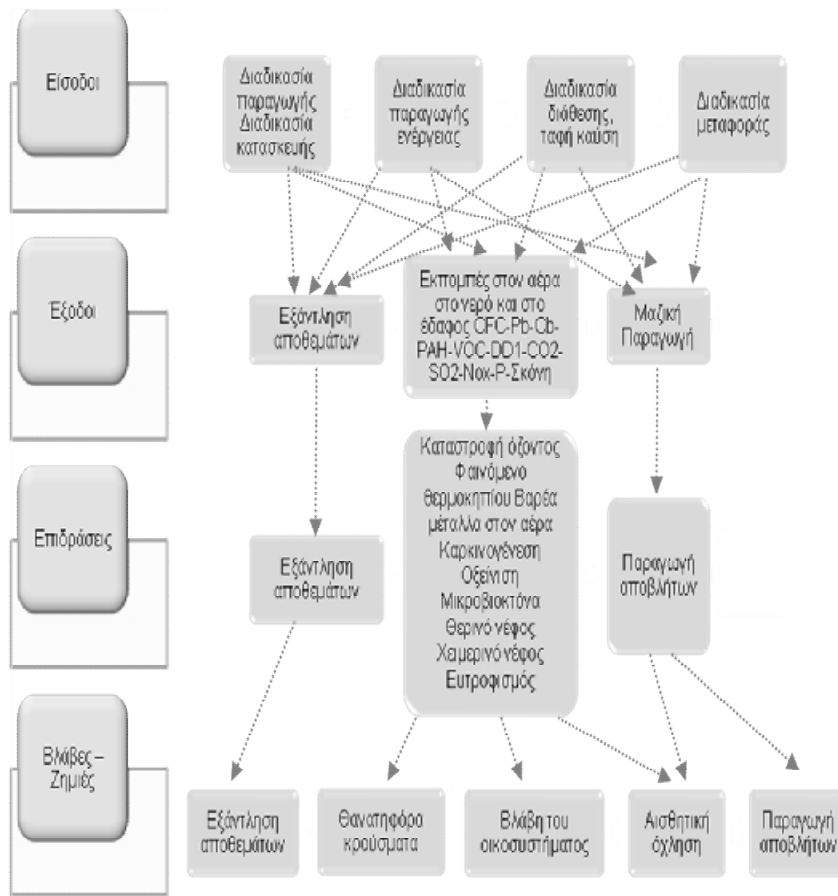 Είσοδοι
Διαδικασία
παραγωγής
Διαδικασία
κατασκεμής
Διαδικασία
παραγωγής
ενέργειας
Διαδικασία
διάθεσης,
ταφή καύση
Διαδικασία
μεταφοράς
Έξοδοι
Εξάντληση
αποθεμάτων
Εκπομπές στον αέρα
στο νερό και στο
έδαφος CFC-Pb-Cb-
PAH-VOC-DD1-CO2-
SO2-Nox-P-Σκόνη
Μαζική
Παραγωγή
Επιδράσεις
Εξάντληση
αποθεμάτων
Καταστροφή όζοντος
Φαινόμενο
θερμοκηπίου Βαρέα
μέταλλα στον αέρα
Καρκινογένεση
Οξείνιση
Μικροβιοκτόνα
Θερινό νέφος
Χειμερινό νέφος
Ευτροφισμός
Παραγωγή
αποβλήτων
Βλάβες –
Ζημιές
Εξάντληση
αποθεμάτων
Θανατηφόρα
κρούσματα
Βλάβη του
οικοσυστήματος
Αισθητική
όχληση
Παραγωγή
αποβλήτων